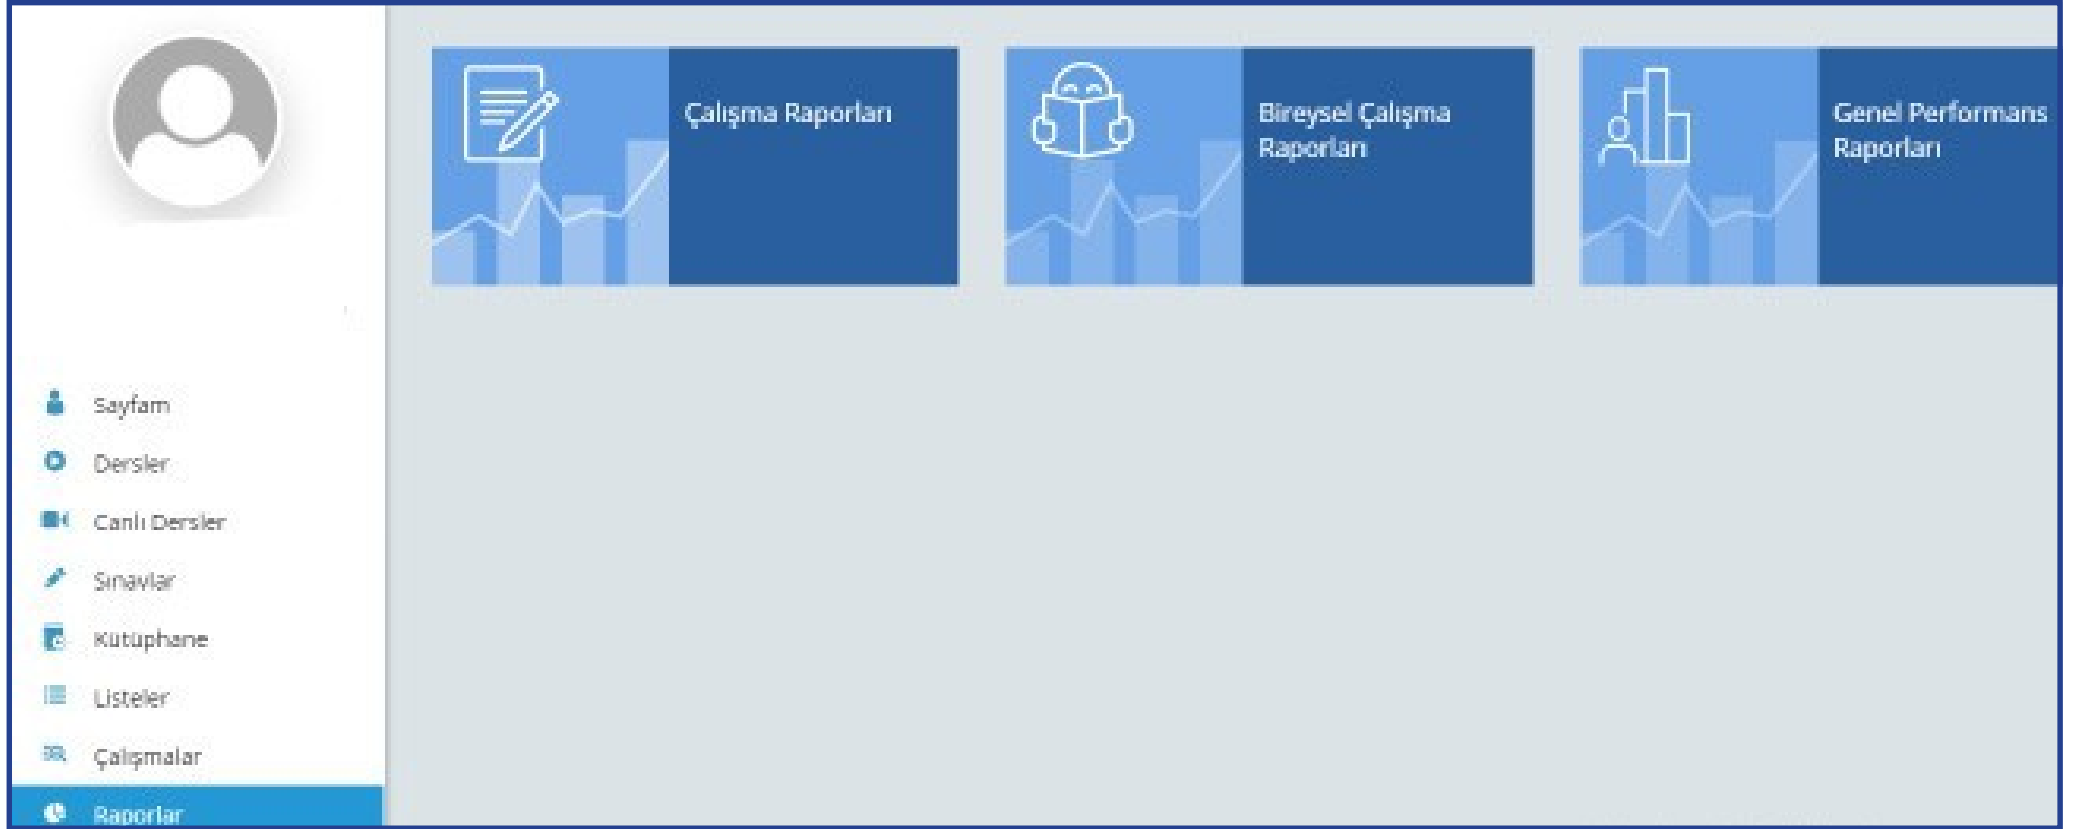 Çalışma Raporları
Bireysel Çalışma
Raporları
Genel Performans
Raporları
Sayfam
Dersler
Canlı Dersler
Sınavlar
Kütüphane
Listeler
Çalışmalar
Raporlar